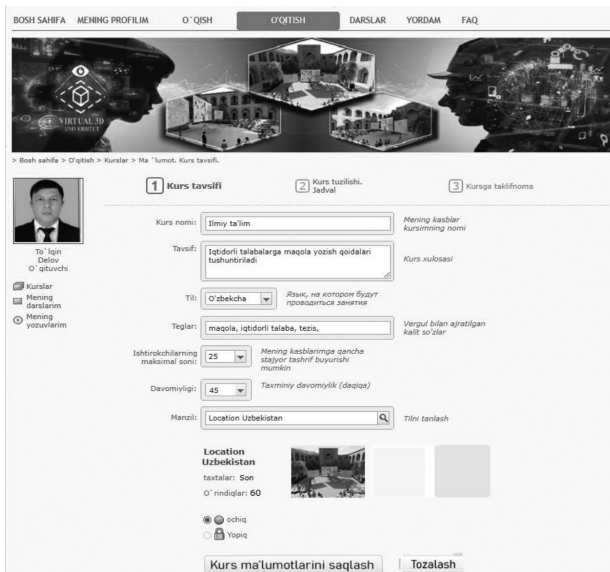 BOSH SAHIFA MENING PROFILIM O`QISH O'QITISH DARSLAR YORDAM FAQ
VIRTUAL 3D
UNIVERSITET
> Bosh sahifa > O'qitish > Kurslar > Ma `lumot. Kurs tavsifi.
1 Kurs tavsifi
2 Kurs tuzilishi. Jadval
3 Kursga taklifnoma
To`lqin
Delov
O`qituvchi
Kurslar
Mening
darslarim
Mening
yozuvlarim
Kurs nomi: Ilmiy ta'lim
Mening kasblar
kursimning nomi
Tavsif: Iqtidorli talabalarga maqola yozish qoidalari
tushuntiriladi
Kurs xulosasi
Til: O'zbekcha
Язык, на котором будут
проводиться занятия
Teglar: maqola, iqtidorli talaba, tezis,
Vergul bilan ajratilgan
kalit so'zlar
Ishtirokchilarning
maksimal soni: 25
Mening kasblarimga qancha
stajyor tashrif buyurishi
mumkin
Davomiyligi: 45
Taxminiy davomiylik (daqiqa)
Manzil: Location Uzbekistan
Tilni tanlash
Location
Uzbekistan
taxtalar: Son
O`rindiqlar: 60
ochiq
Yopiq
Kurs ma'lumotlarini saqlash Tozalash